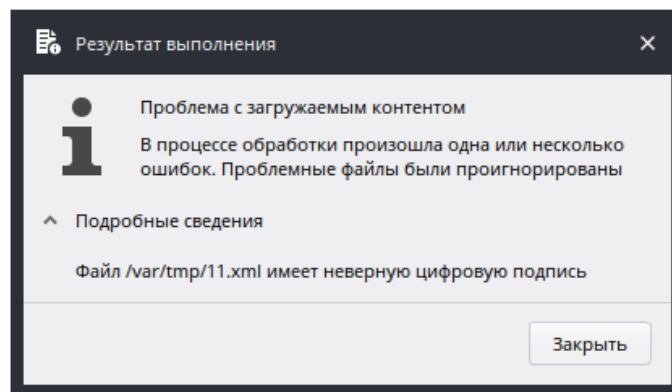 Результат выполнения
Проблема с загружаемым контентом
В процессе обработки произошла одна или несколько
ошибок. Проблемные файлы были проигнорированы
Подробные сведения
Файл /var/tmp/11.xml имеет неверную цифровую подпись
Закрыть